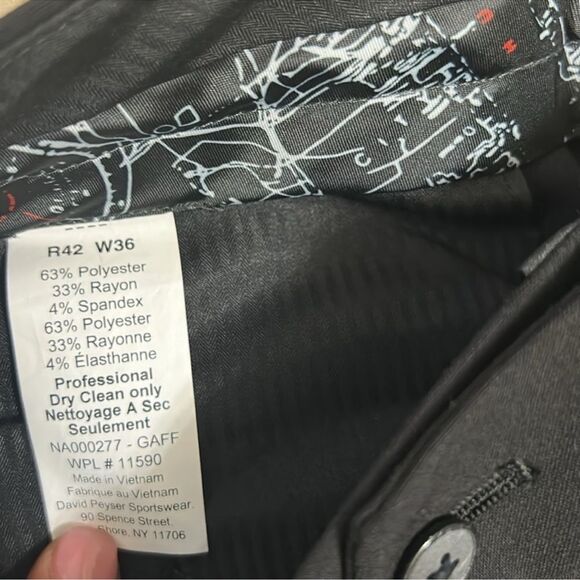 R42 W36
63% Polyester
33% Rayon
4% Spandex
63% Polyester
33% Rayonne
4% Élasthanne
Professional
Dry Clean only
Nettoyage A Sec
Seulement
NA000277 - GAFF
WPL # 11590
Made in Vietnam
Fabrique au Vietnam
David Peyser Sportswear.
90 Spence Street.
Shore, NY 11706